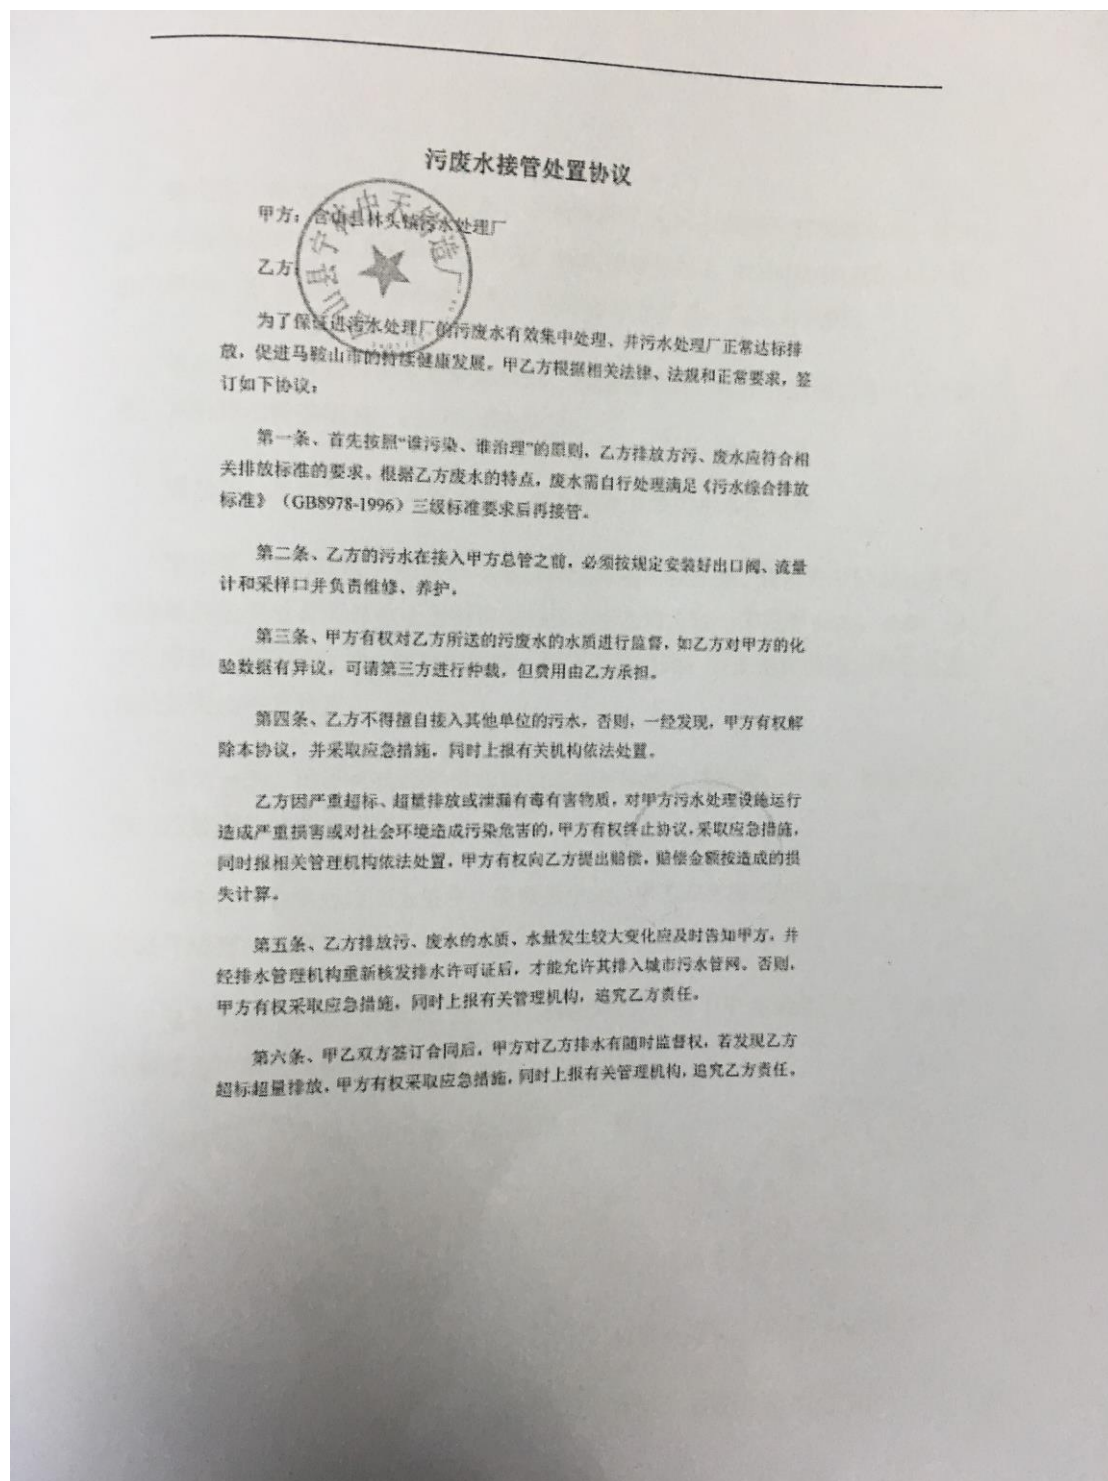 污废水接管处置协议
甲方：含山县林头镇污水处理厂
乙方：
为了保证进污水处理厂的污废水有效集中处理、并污水处理厂正常达标排
放，促进马鞍山市的持续健康发展。甲乙方根据相关法律、法规和正常要求，签
订如下协议：
第一条、首先按照“谁污染、谁治理”的原则，乙方排放方污、废水应符合相
关排放标准的要求。根据乙方废水的特点，废水需自行处理满足《污水综合排放
标准》（GB8978-1996）三级标准要求后再接管。
第二条、乙方的污水在接入甲方总管之前，必须按规定安装好出口阀、流量
计和采样口并负责维修、养护。
第三条、甲方有权对乙方所送的污废水的水质进行监督，如乙方对甲方的化
验数据有异议，可请第三方进行仲裁，但费用由乙方承担。
第四条、乙方不得擅自接入其他单位的污水，否则，一经发现，甲方有权解
除本协议，并采取应急措施，同时上报有关机构依法处置。
乙方因严重超标、超量排放或泄漏有毒有害物质，对甲方污水处理设施运行
造成严重损害或对社会环境造成污染危害的，甲方有权终止协议，采取应急措施，
同时报相关管理机构依法处置，甲方有权向乙方提出赔偿，赔偿金额按造成的损
失计算。
第五条、乙方排放污、废水的水质、水量发生较大变化应及时告知甲方，并
经排水管理机构重新核发排水许可证后，才能允许其排入城市污水管网。否则，
甲方有权采取应急措施，同时上报有关管理机构，追究乙方责任。
第六条、甲乙双方签订合同后，甲方对乙方排水有随时监督权，若发现乙方
超标超量排放，甲方有权采取应急措施，同时上报有关管理机构，追究乙方责任。